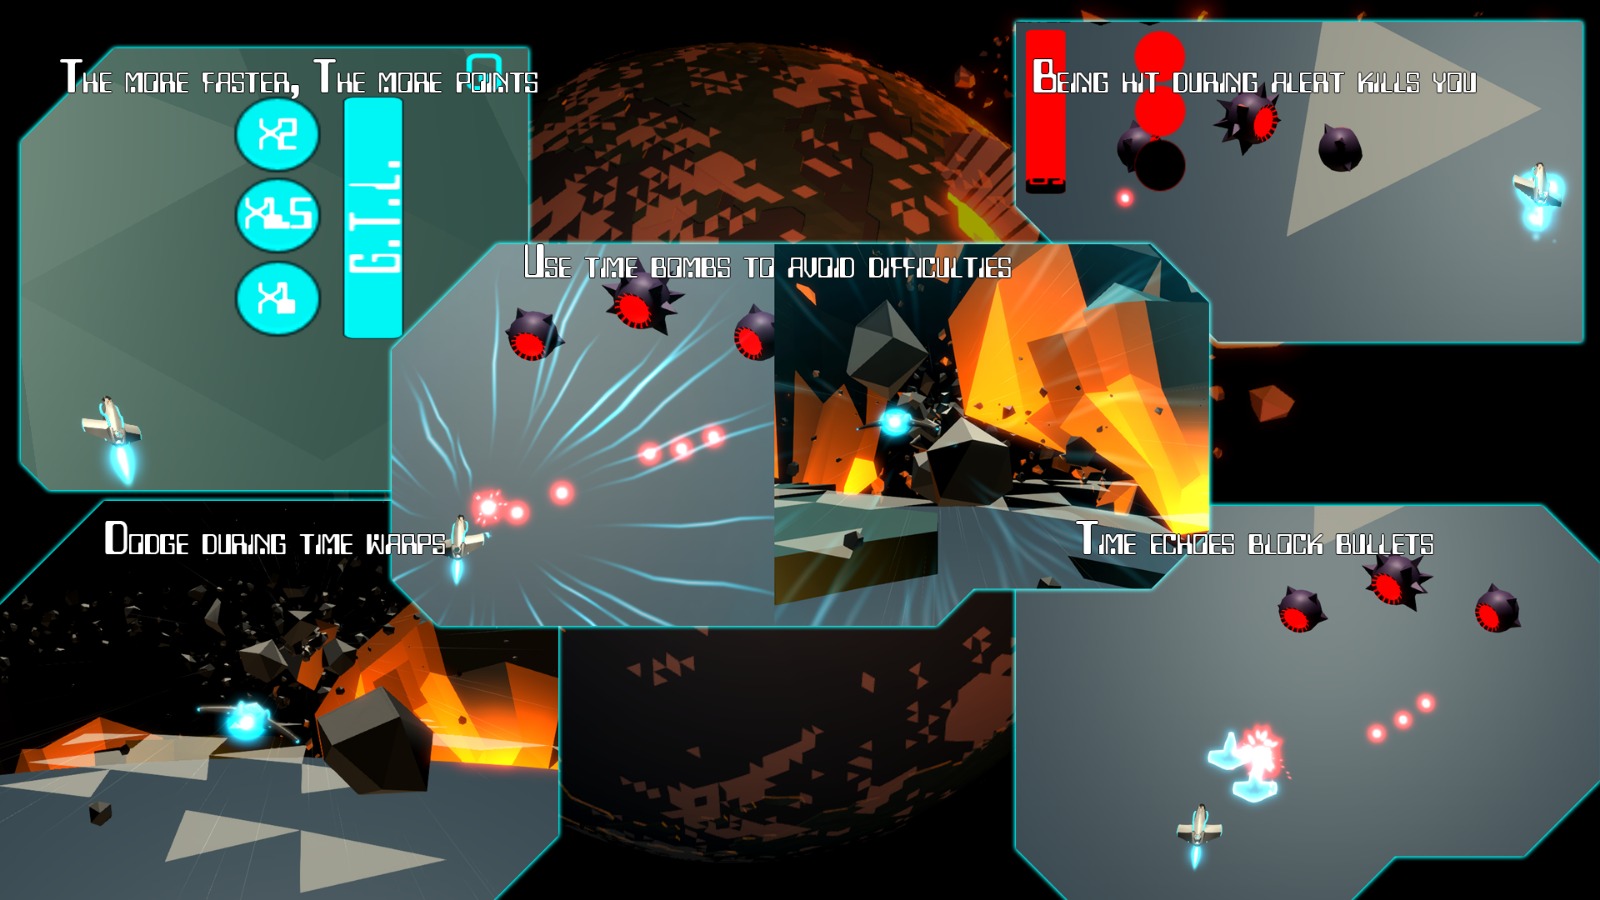 The more faster, The more points
0
x2
x1.5
x1
G.T.L.
Being hit during alert kills you
Use time bombs to avoid difficulties
Dodge during time warps
Time echoes block bullets